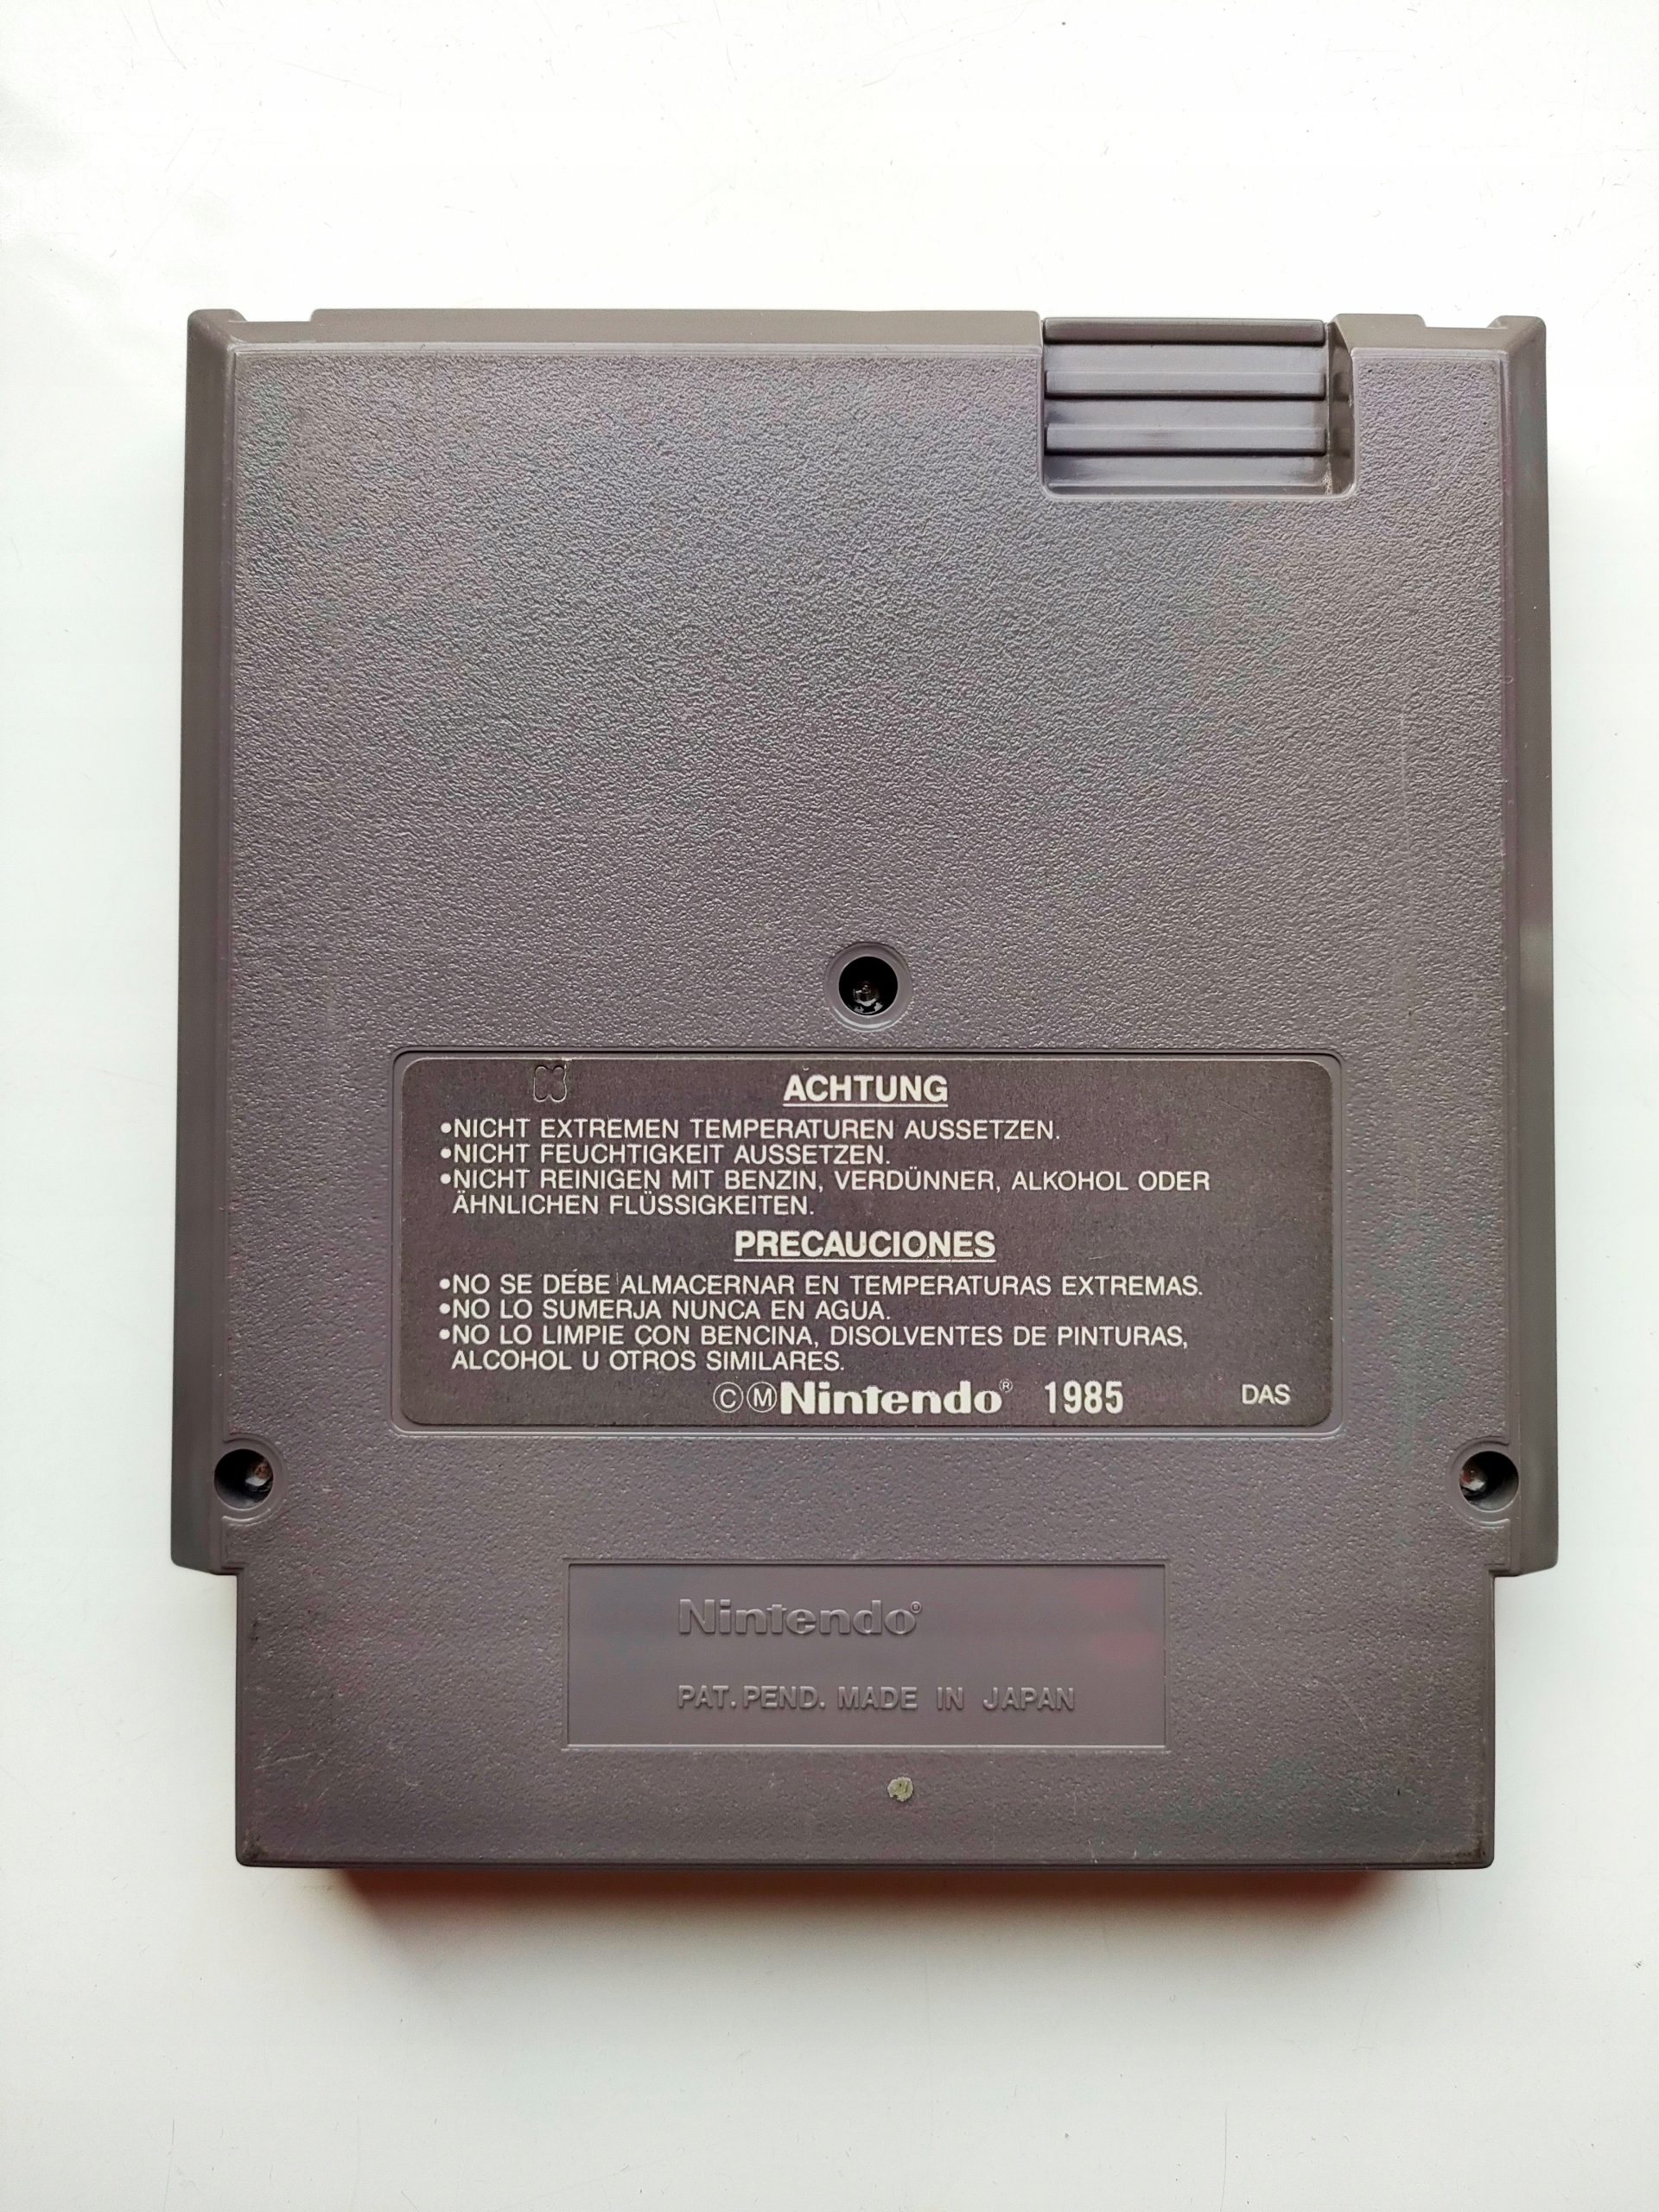 ACHTUNG
•NICHT EXTREMEN TEMPERATUREN AUSSETZEN.
•NICHT FEUCHTIGKEIT AUSSETZEN.
•NICHT REINIGEN MIT BENZIN, VERDÜNNER, ALKOHOL ODER
ÄHNLICHEN FLÜSSIGKEITEN.
PRECAUCIONES
•NO SE DEBE ALMACERNAR EN TEMPERATURAS EXTREMAS.
•NO LO SUMERJA NUNCA EN AGUA.
•NO LO LIMPIE CON BENCINA, DISOLVENTES DE PINTURAS,
ALCOHOL U OTROS SIMILARES.
©ⓂNintendo® 1985 DAS
Nintendo®
PAT. PEND. MADE IN JAPAN